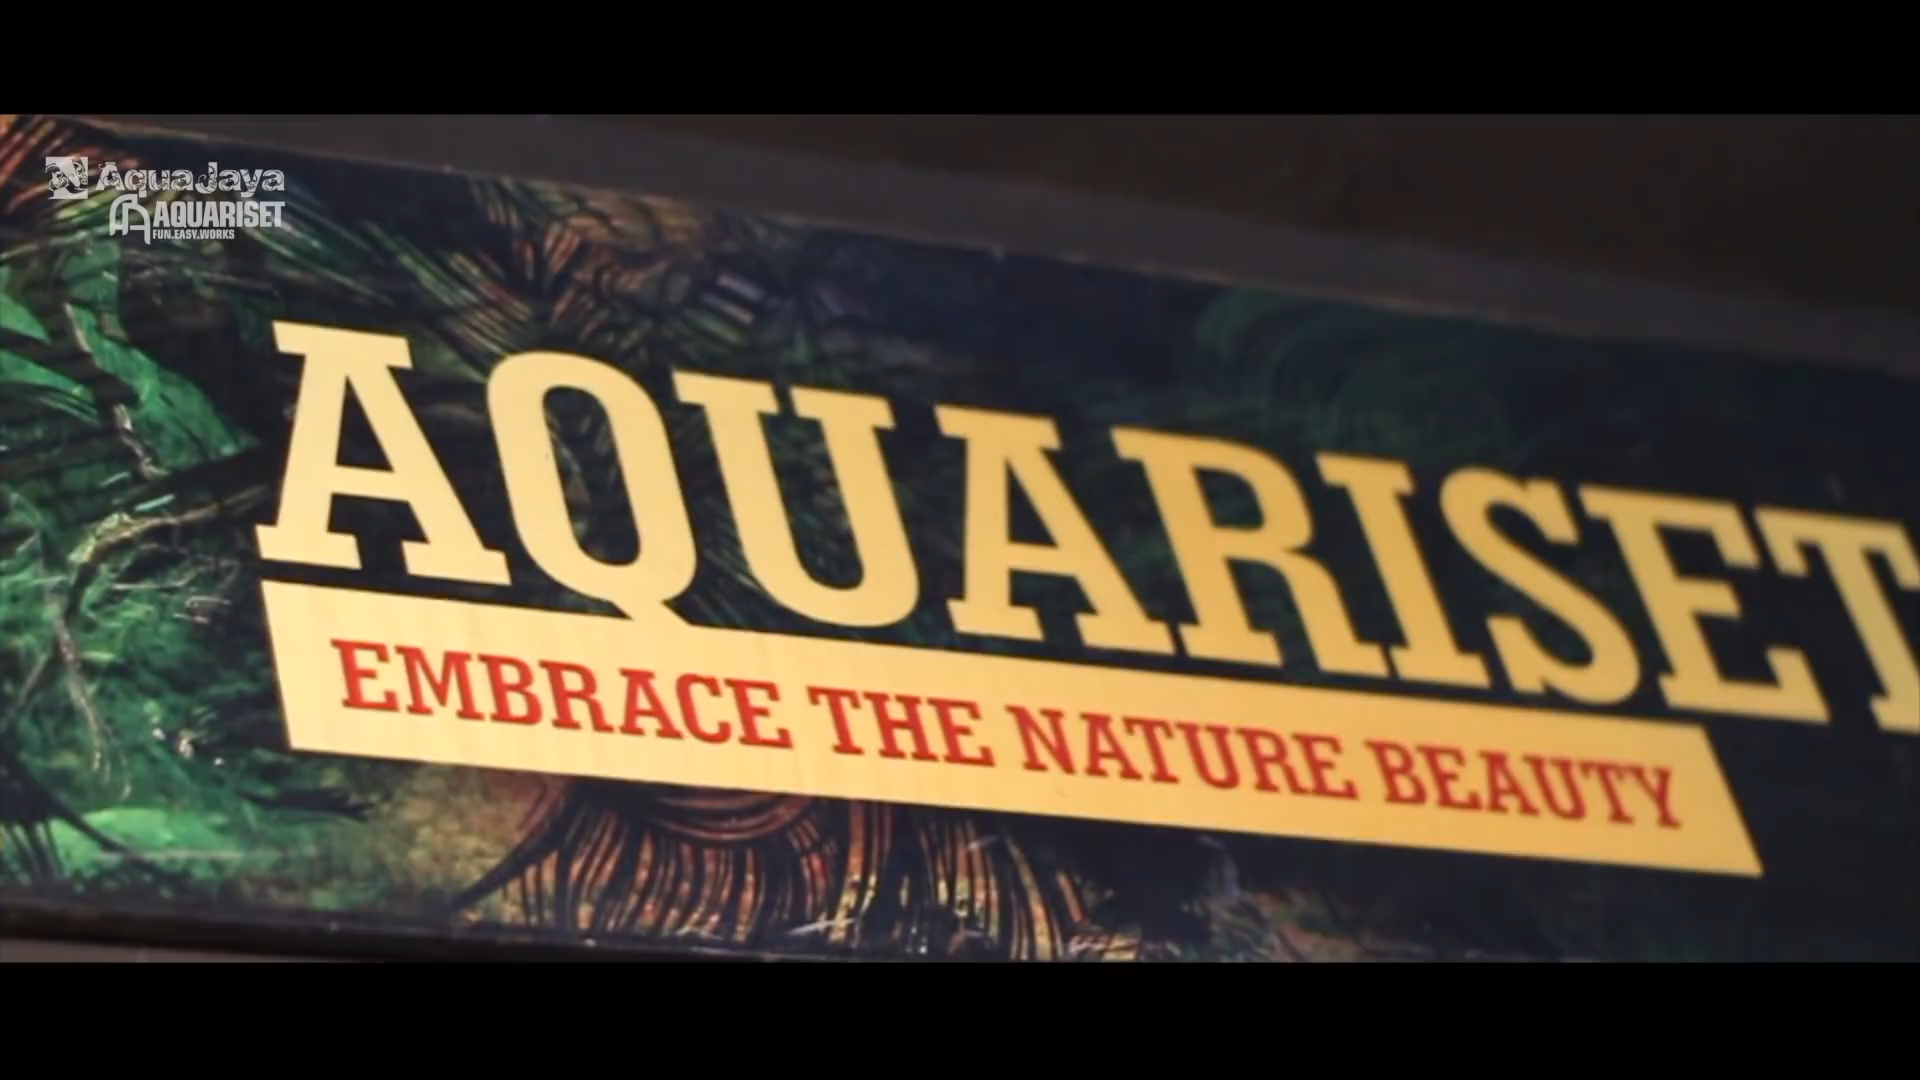 AquaJaya
AQUARISET
FUN.EASY.WORKS
AQUARISET
EMBRACE THE NATURE BEAUTY